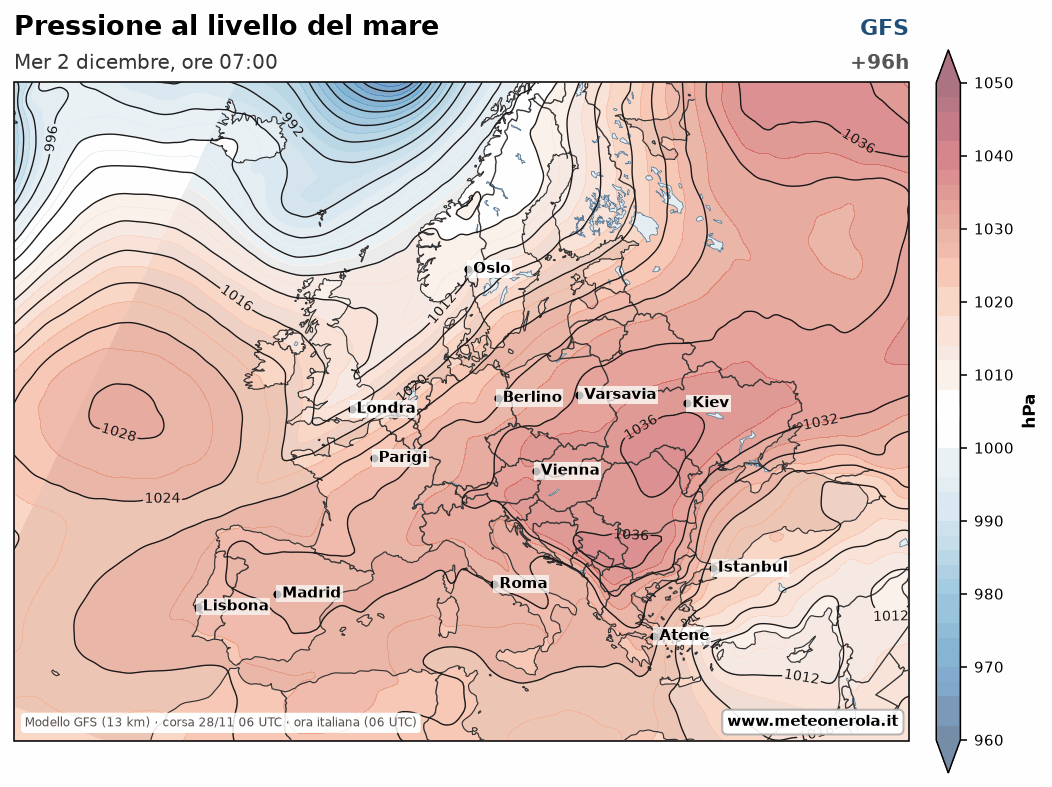 Pressione al livello del mare
GFS
Mer 2 dicembre, ore 07:00
+96h
1050
1040
1030
1020
1010
1000
990
980
970
960
hPa
996
992
1036
1016
1012
1020
1028
1024
1036
1032
1036
1012
1012
Oslo
Londra
Berlino
Varsavia
Kiev
Parigi
Vienna
Istanbul
Roma
Madrid
Lisbona
Atene
Modello GFS (13 km) · corsa 28/11 06 UTC · ora italiana (06 UTC)
www.meteonerola.it